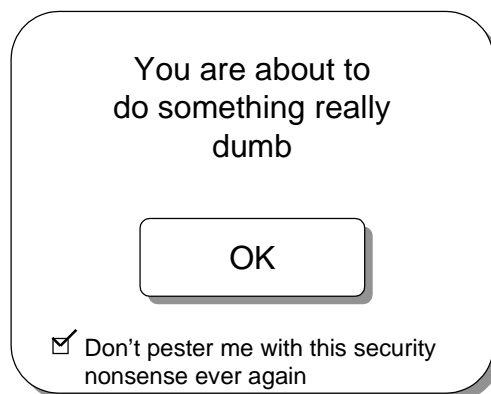 You are about to
do something really
dumb
OK
Don't pester me with this security
nonsense ever again